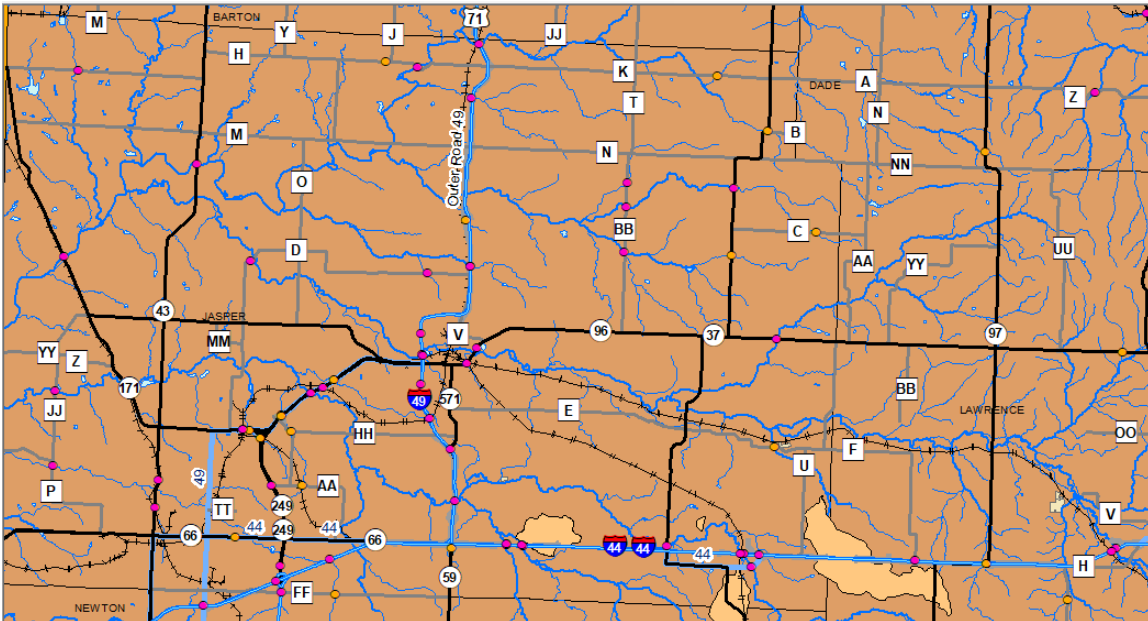 M
BARTON
Y
J
71
JJ
H
K
DADE
A
Z
T
N
M
Outer Road 49
B
N
NN
O
BB
C
D
UU
AA
YY
43
JASPER
96
37
97
V
MM
YY
Z
171
49
571
BB
JJ
E
LAWRENCE
HH
OO
F
U
49
P
AA
TT
249
V
44
249
44
66
66
44
44
44
H
59
FF
NEWTON